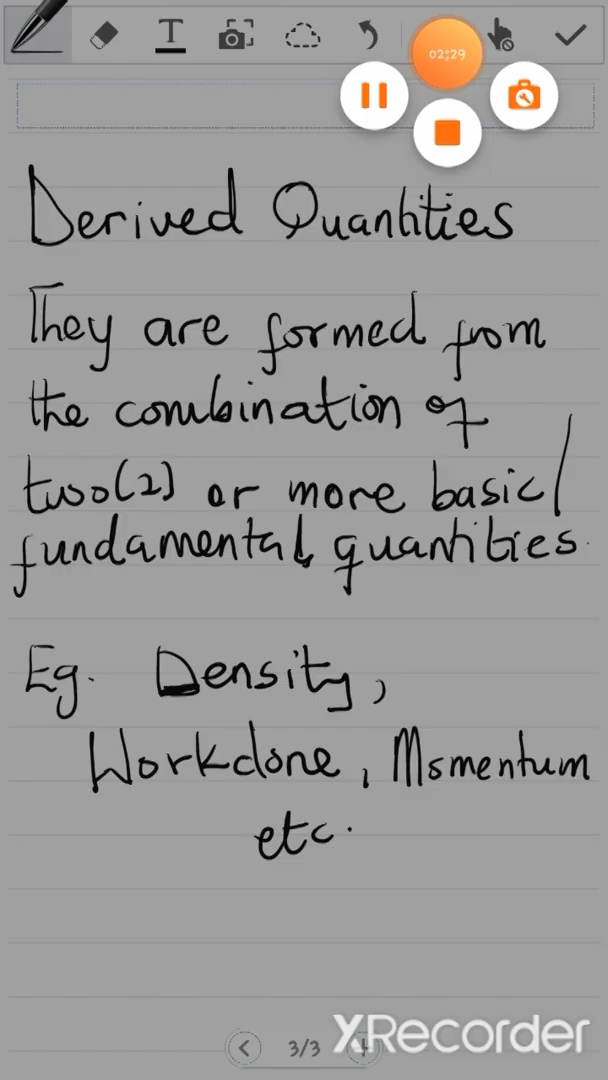 T
02:29
Derived Quantities
They are formed from
the combination of
two(2) or more basic/
fundamental quantities.
Eg. Density,
Workdone, Momentum
etc.
3/3
XRecorder